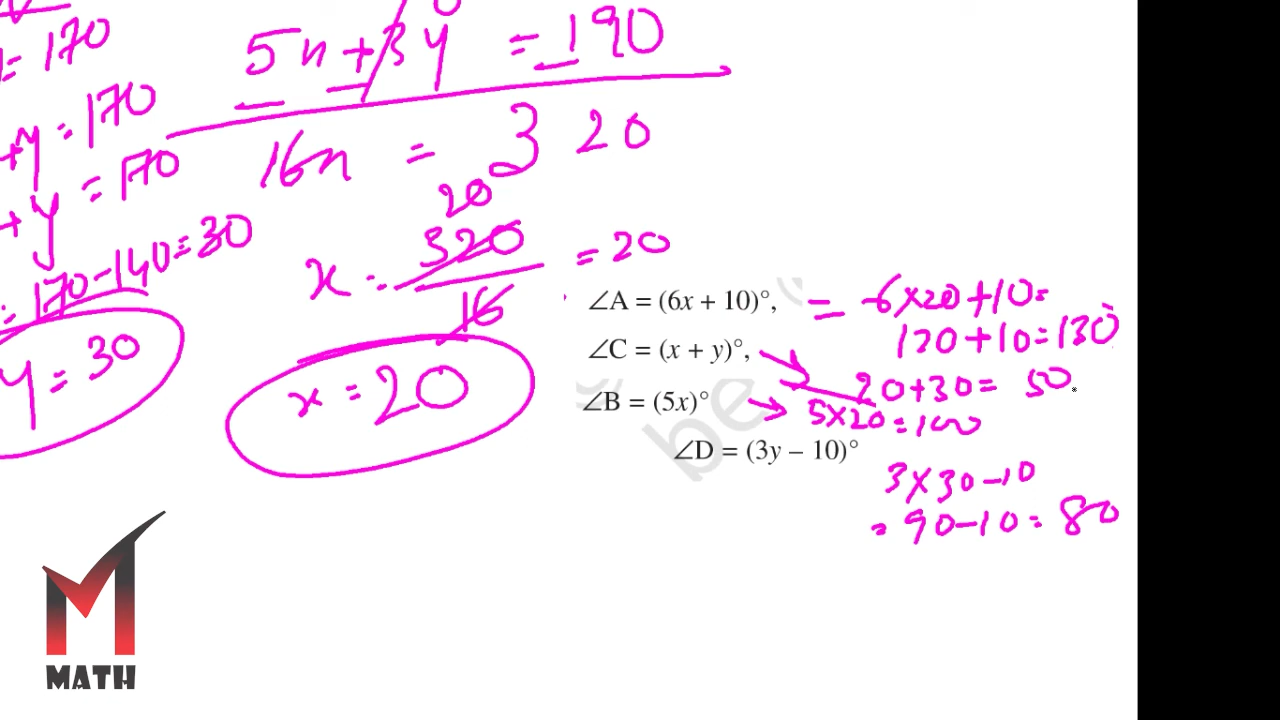 = 170
+y = 170
+ y = 170
= 170-140 = 30
y = 30
5x + 3y = 190
16x = 320
20
x = 320/16 = 20
x = 20
∠A = (6x + 10)°, = 6×20+10=
120+10=130
∠C = (x + y)°, 20+30= 50
∠B = (5x)° 5×20=100
∠D = (3y – 10)°
3×30-10
= 90-10= 80
be
MATH